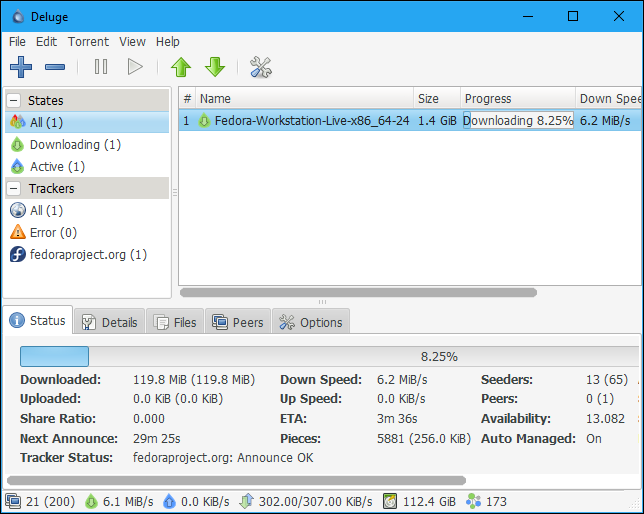 Deluge
File Edit Torrent View Help
States
All (1)
Downloading (1)
Active (1)
Trackers
All (1)
Error (0)
fedoraproject.org (1)
# Name Size Progress Down Spee
1 Fedora-Workstation-Live-x86_64-24 1.4 GiB Downloading 8.25% 6.2 MiB/s
Status Details Files Peers Options
8.25%
Downloaded: 119.8 MiB (119.8 MiB) Down Speed: 6.2 MiB/s Seeders: 13 (65)
Uploaded: 0.0 KiB (0.0 KiB) Up Speed: 0.0 KiB/s Peers: 0 (1)
Share Ratio: 0.000 ETA: 3m 36s Availability: 13.082
Next Announce: 29m 25s Pieces: 5881 (256.0 KiB) Auto Managed: On
Tracker Status: fedoraproject.org: Announce OK
21 (200) 6.1 MiB/s 0.0 KiB/s 302.00/307.00 KiB/s 112.4 GiB 173